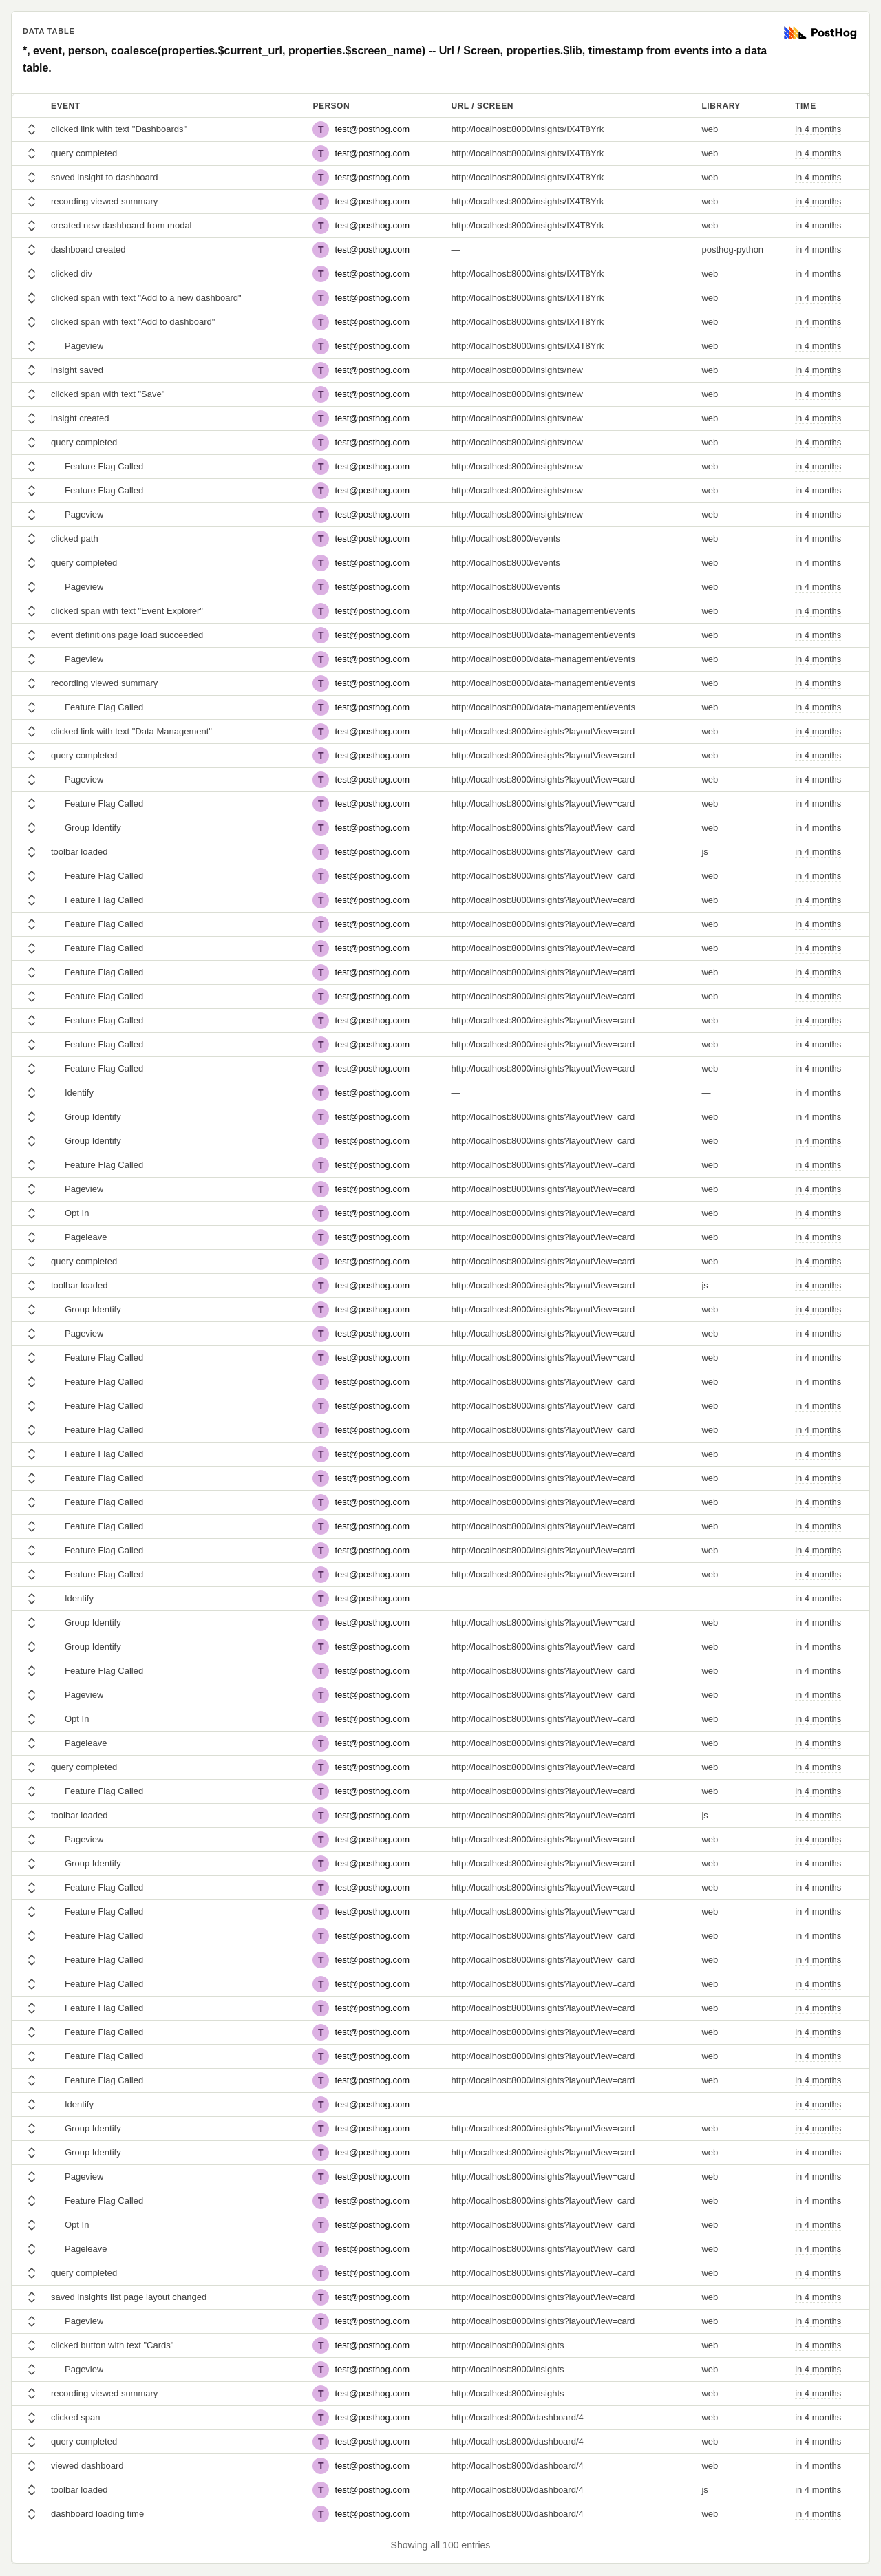 DATA TABLE
PostHog
*, event, person, coalesce(properties.$current_url, properties.$screen_name) -- Url / Screen, properties.$lib, timestamp from events into a data
table.
EVENT PERSON URL / SCREEN LIBRARY TIME
clicked link with text "Dashboards" T test@posthog.com http://localhost:8000/insights/IX4T8Yrk web in 4 months
query completed T test@posthog.com http://localhost:8000/insights/IX4T8Yrk web in 4 months
saved insight to dashboard T test@posthog.com http://localhost:8000/insights/IX4T8Yrk web in 4 months
recording viewed summary T test@posthog.com http://localhost:8000/insights/IX4T8Yrk web in 4 months
created new dashboard from modal T test@posthog.com http://localhost:8000/insights/IX4T8Yrk web in 4 months
dashboard created T test@posthog.com — posthog-python in 4 months
clicked div T test@posthog.com http://localhost:8000/insights/IX4T8Yrk web in 4 months
clicked span with text "Add to a new dashboard" T test@posthog.com http://localhost:8000/insights/IX4T8Yrk web in 4 months
clicked span with text "Add to dashboard" T test@posthog.com http://localhost:8000/insights/IX4T8Yrk web in 4 months
Pageview T test@posthog.com http://localhost:8000/insights/IX4T8Yrk web in 4 months
insight saved T test@posthog.com http://localhost:8000/insights/new web in 4 months
clicked span with text "Save" T test@posthog.com http://localhost:8000/insights/new web in 4 months
insight created T test@posthog.com http://localhost:8000/insights/new web in 4 months
query completed T test@posthog.com http://localhost:8000/insights/new web in 4 months
Feature Flag Called T test@posthog.com http://localhost:8000/insights/new web in 4 months
Feature Flag Called T test@posthog.com http://localhost:8000/insights/new web in 4 months
Pageview T test@posthog.com http://localhost:8000/insights/new web in 4 months
clicked path T test@posthog.com http://localhost:8000/events web in 4 months
query completed T test@posthog.com http://localhost:8000/events web in 4 months
Pageview T test@posthog.com http://localhost:8000/events web in 4 months
clicked span with text "Event Explorer" T test@posthog.com http://localhost:8000/data-management/events web in 4 months
event definitions page load succeeded T test@posthog.com http://localhost:8000/data-management/events web in 4 months
Pageview T test@posthog.com http://localhost:8000/data-management/events web in 4 months
recording viewed summary T test@posthog.com http://localhost:8000/data-management/events web in 4 months
Feature Flag Called T test@posthog.com http://localhost:8000/data-management/events web in 4 months
clicked link with text "Data Management" T test@posthog.com http://localhost:8000/insights?layoutView=card web in 4 months
query completed T test@posthog.com http://localhost:8000/insights?layoutView=card web in 4 months
Pageview T test@posthog.com http://localhost:8000/insights?layoutView=card web in 4 months
Feature Flag Called T test@posthog.com http://localhost:8000/insights?layoutView=card web in 4 months
Group Identify T test@posthog.com http://localhost:8000/insights?layoutView=card web in 4 months
toolbar loaded T test@posthog.com http://localhost:8000/insights?layoutView=card js in 4 months
Feature Flag Called T test@posthog.com http://localhost:8000/insights?layoutView=card web in 4 months
Feature Flag Called T test@posthog.com http://localhost:8000/insights?layoutView=card web in 4 months
Feature Flag Called T test@posthog.com http://localhost:8000/insights?layoutView=card web in 4 months
Feature Flag Called T test@posthog.com http://localhost:8000/insights?layoutView=card web in 4 months
Feature Flag Called T test@posthog.com http://localhost:8000/insights?layoutView=card web in 4 months
Feature Flag Called T test@posthog.com http://localhost:8000/insights?layoutView=card web in 4 months
Feature Flag Called T test@posthog.com http://localhost:8000/insights?layoutView=card web in 4 months
Feature Flag Called T test@posthog.com http://localhost:8000/insights?layoutView=card web in 4 months
Feature Flag Called T test@posthog.com http://localhost:8000/insights?layoutView=card web in 4 months
Identify T test@posthog.com — — in 4 months
Group Identify T test@posthog.com http://localhost:8000/insights?layoutView=card web in 4 months
Group Identify T test@posthog.com http://localhost:8000/insights?layoutView=card web in 4 months
Feature Flag Called T test@posthog.com http://localhost:8000/insights?layoutView=card web in 4 months
Pageview T test@posthog.com http://localhost:8000/insights?layoutView=card web in 4 months
Opt In T test@posthog.com http://localhost:8000/insights?layoutView=card web in 4 months
Pageleave T test@posthog.com http://localhost:8000/insights?layoutView=card web in 4 months
query completed T test@posthog.com http://localhost:8000/insights?layoutView=card web in 4 months
toolbar loaded T test@posthog.com http://localhost:8000/insights?layoutView=card js in 4 months
Group Identify T test@posthog.com http://localhost:8000/insights?layoutView=card web in 4 months
Pageview T test@posthog.com http://localhost:8000/insights?layoutView=card web in 4 months
Feature Flag Called T test@posthog.com http://localhost:8000/insights?layoutView=card web in 4 months
Feature Flag Called T test@posthog.com http://localhost:8000/insights?layoutView=card web in 4 months
Feature Flag Called T test@posthog.com http://localhost:8000/insights?layoutView=card web in 4 months
Feature Flag Called T test@posthog.com http://localhost:8000/insights?layoutView=card web in 4 months
Feature Flag Called T test@posthog.com http://localhost:8000/insights?layoutView=card web in 4 months
Feature Flag Called T test@posthog.com http://localhost:8000/insights?layoutView=card web in 4 months
Feature Flag Called T test@posthog.com http://localhost:8000/insights?layoutView=card web in 4 months
Feature Flag Called T test@posthog.com http://localhost:8000/insights?layoutView=card web in 4 months
Feature Flag Called T test@posthog.com http://localhost:8000/insights?layoutView=card web in 4 months
Feature Flag Called T test@posthog.com http://localhost:8000/insights?layoutView=card web in 4 months
Identify T test@posthog.com — — in 4 months
Group Identify T test@posthog.com http://localhost:8000/insights?layoutView=card web in 4 months
Group Identify T test@posthog.com http://localhost:8000/insights?layoutView=card web in 4 months
Feature Flag Called T test@posthog.com http://localhost:8000/insights?layoutView=card web in 4 months
Pageview T test@posthog.com http://localhost:8000/insights?layoutView=card web in 4 months
Opt In T test@posthog.com http://localhost:8000/insights?layoutView=card web in 4 months
Pageleave T test@posthog.com http://localhost:8000/insights?layoutView=card web in 4 months
query completed T test@posthog.com http://localhost:8000/insights?layoutView=card web in 4 months
Feature Flag Called T test@posthog.com http://localhost:8000/insights?layoutView=card web in 4 months
toolbar loaded T test@posthog.com http://localhost:8000/insights?layoutView=card js in 4 months
Pageview T test@posthog.com http://localhost:8000/insights?layoutView=card web in 4 months
Group Identify T test@posthog.com http://localhost:8000/insights?layoutView=card web in 4 months
Feature Flag Called T test@posthog.com http://localhost:8000/insights?layoutView=card web in 4 months
Feature Flag Called T test@posthog.com http://localhost:8000/insights?layoutView=card web in 4 months
Feature Flag Called T test@posthog.com http://localhost:8000/insights?layoutView=card web in 4 months
Feature Flag Called T test@posthog.com http://localhost:8000/insights?layoutView=card web in 4 months
Feature Flag Called T test@posthog.com http://localhost:8000/insights?layoutView=card web in 4 months
Feature Flag Called T test@posthog.com http://localhost:8000/insights?layoutView=card web in 4 months
Feature Flag Called T test@posthog.com http://localhost:8000/insights?layoutView=card web in 4 months
Feature Flag Called T test@posthog.com http://localhost:8000/insights?layoutView=card web in 4 months
Feature Flag Called T test@posthog.com http://localhost:8000/insights?layoutView=card web in 4 months
Identify T test@posthog.com — — in 4 months
Group Identify T test@posthog.com http://localhost:8000/insights?layoutView=card web in 4 months
Group Identify T test@posthog.com http://localhost:8000/insights?layoutView=card web in 4 months
Pageview T test@posthog.com http://localhost:8000/insights?layoutView=card web in 4 months
Feature Flag Called T test@posthog.com http://localhost:8000/insights?layoutView=card web in 4 months
Opt In T test@posthog.com http://localhost:8000/insights?layoutView=card web in 4 months
Pageleave T test@posthog.com http://localhost:8000/insights?layoutView=card web in 4 months
query completed T test@posthog.com http://localhost:8000/insights?layoutView=card web in 4 months
saved insights list page layout changed T test@posthog.com http://localhost:8000/insights?layoutView=card web in 4 months
Pageview T test@posthog.com http://localhost:8000/insights?layoutView=card web in 4 months
clicked button with text "Cards" T test@posthog.com http://localhost:8000/insights web in 4 months
Pageview T test@posthog.com http://localhost:8000/insights web in 4 months
recording viewed summary T test@posthog.com http://localhost:8000/insights web in 4 months
clicked span T test@posthog.com http://localhost:8000/dashboard/4 web in 4 months
query completed T test@posthog.com http://localhost:8000/dashboard/4 web in 4 months
viewed dashboard T test@posthog.com http://localhost:8000/dashboard/4 web in 4 months
toolbar loaded T test@posthog.com http://localhost:8000/dashboard/4 js in 4 months
dashboard loading time T test@posthog.com http://localhost:8000/dashboard/4 web in 4 months
Showing all 100 entries